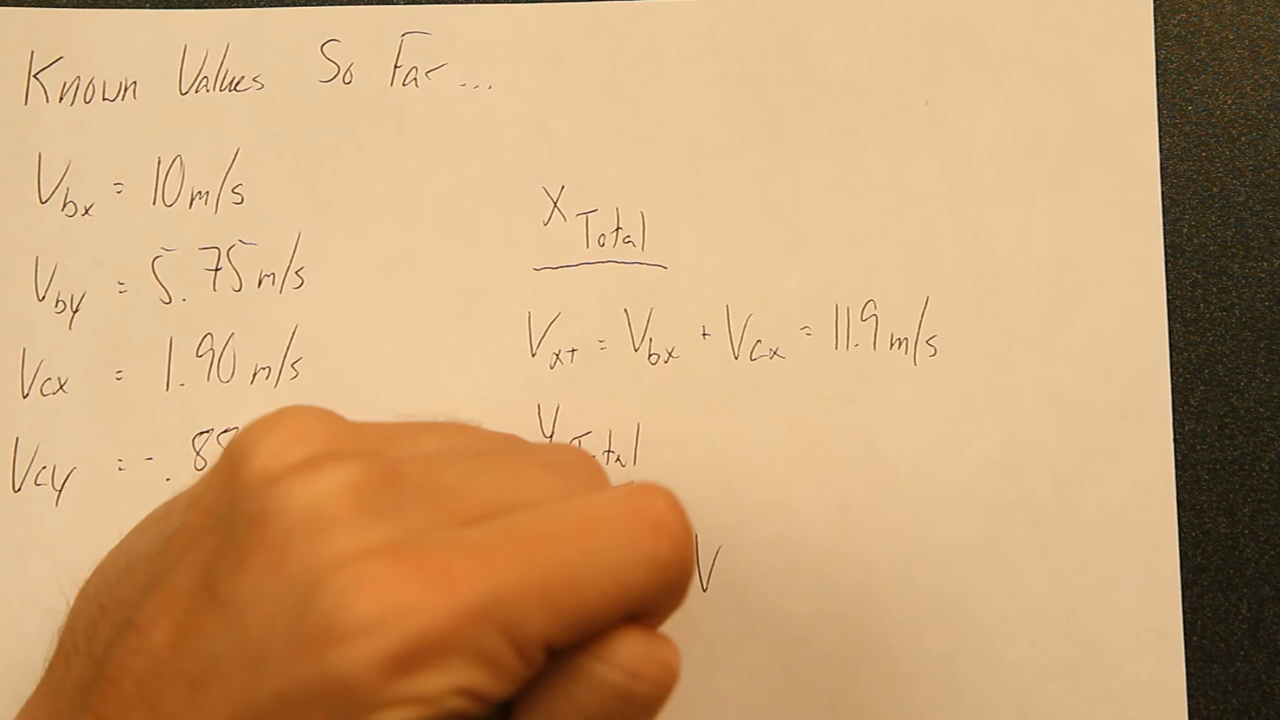 Known Values So Far...
Vbx = 10 m/s
Vby = 5.75 m/s
Vcx = 1.90 m/s
Vcy = -.8
X Total
Vxt = Vbx + Vcx = 11.9 m/s
Y Total
V